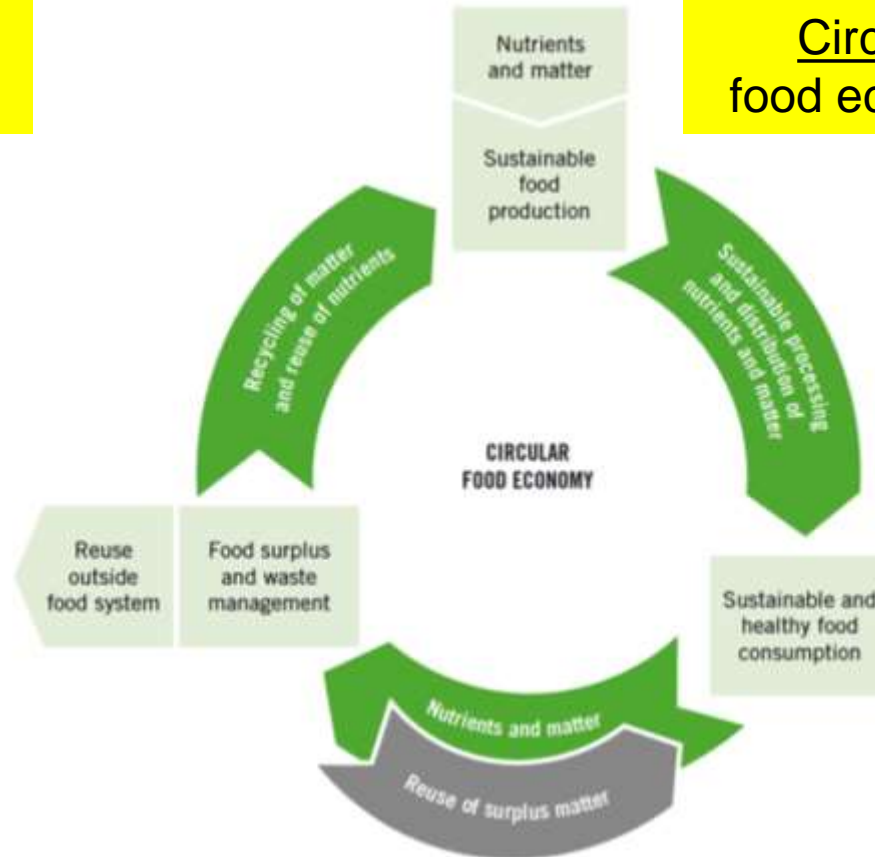 Nutrients
and matter
Sustainable
food
production
Sustainable processing
and distribution of
nutrients and matter
Sustainable and
healthy food
consumption
Nutrients and matter
Reuse of surplus matter
Food surplus
and waste
management
Reuse
outside
food system
Recycling of matter
and reuse of nutrients
CIRCULAR
FOOD ECONOMY
food